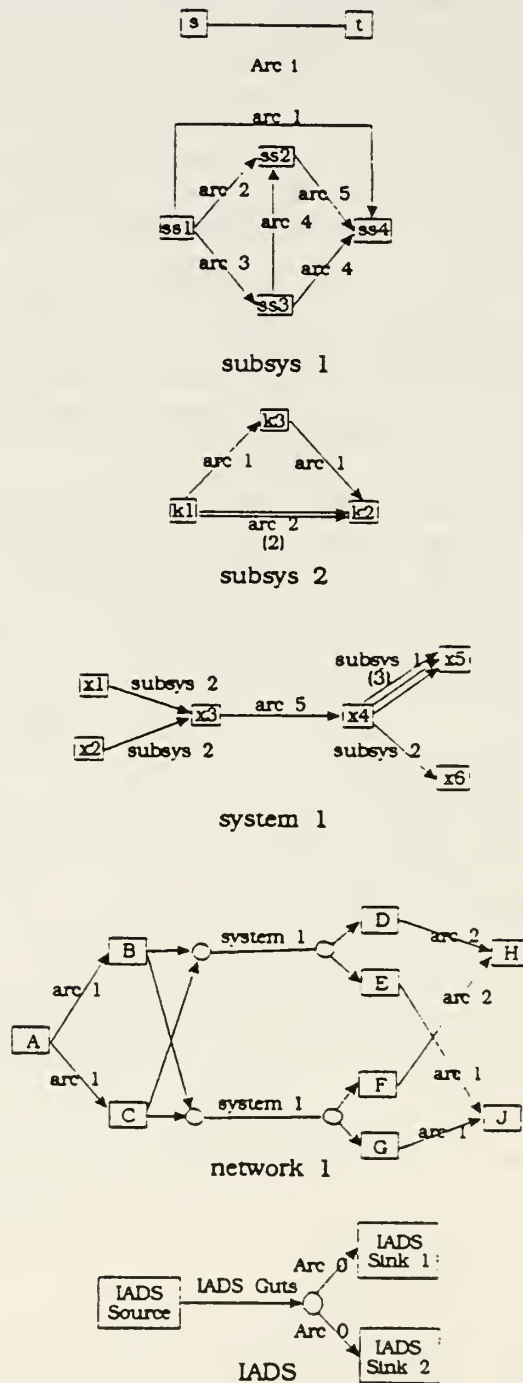 s t
Arc 1
arc 1
ss2
arc 2 arc 5
ss1 arc 4 ss4
arc 3 arc 4
ss3
subsys 1
k3
arc 1 arc 1
k1 k2
arc 2
(2)
subsys 2
subsys 1 x5
(3)
x1 subsys 2
x3 arc 5 x4
x2 subsys 2 subsys 2
x6
system 1
D arc 2
B system 1 H
arc 1 E arc 2
A
arc 1 F arc 1
C system 1 J
G arc 1
network 1
IADS
Sink 1
Arc 0
IADS
Source
IADS Guts
Arc 0
IADS
Sink 2
IADS